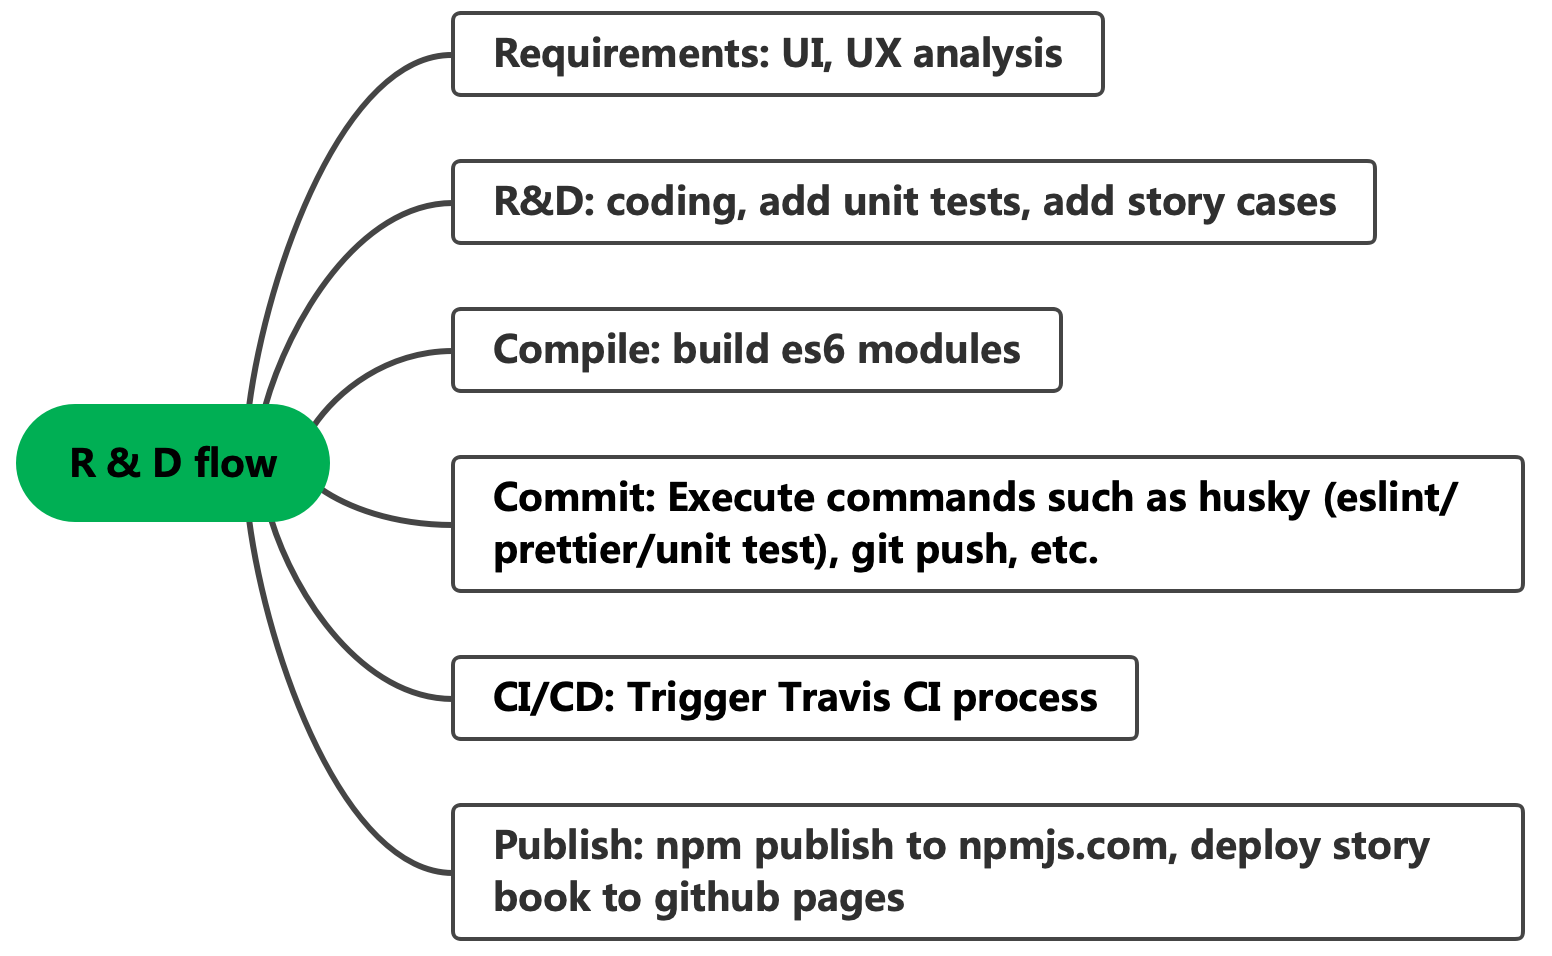 Requirements: UI, UX analysis
R&D: coding, add unit tests, add story cases
Compile: build es6 modules
R & D flow
Commit: Execute commands such as husky (eslint/
prettier/unit test), git push, etc.
CI/CD: Trigger Travis CI process
Publish: npm publish to npmjs.com, deploy story
book to github pages